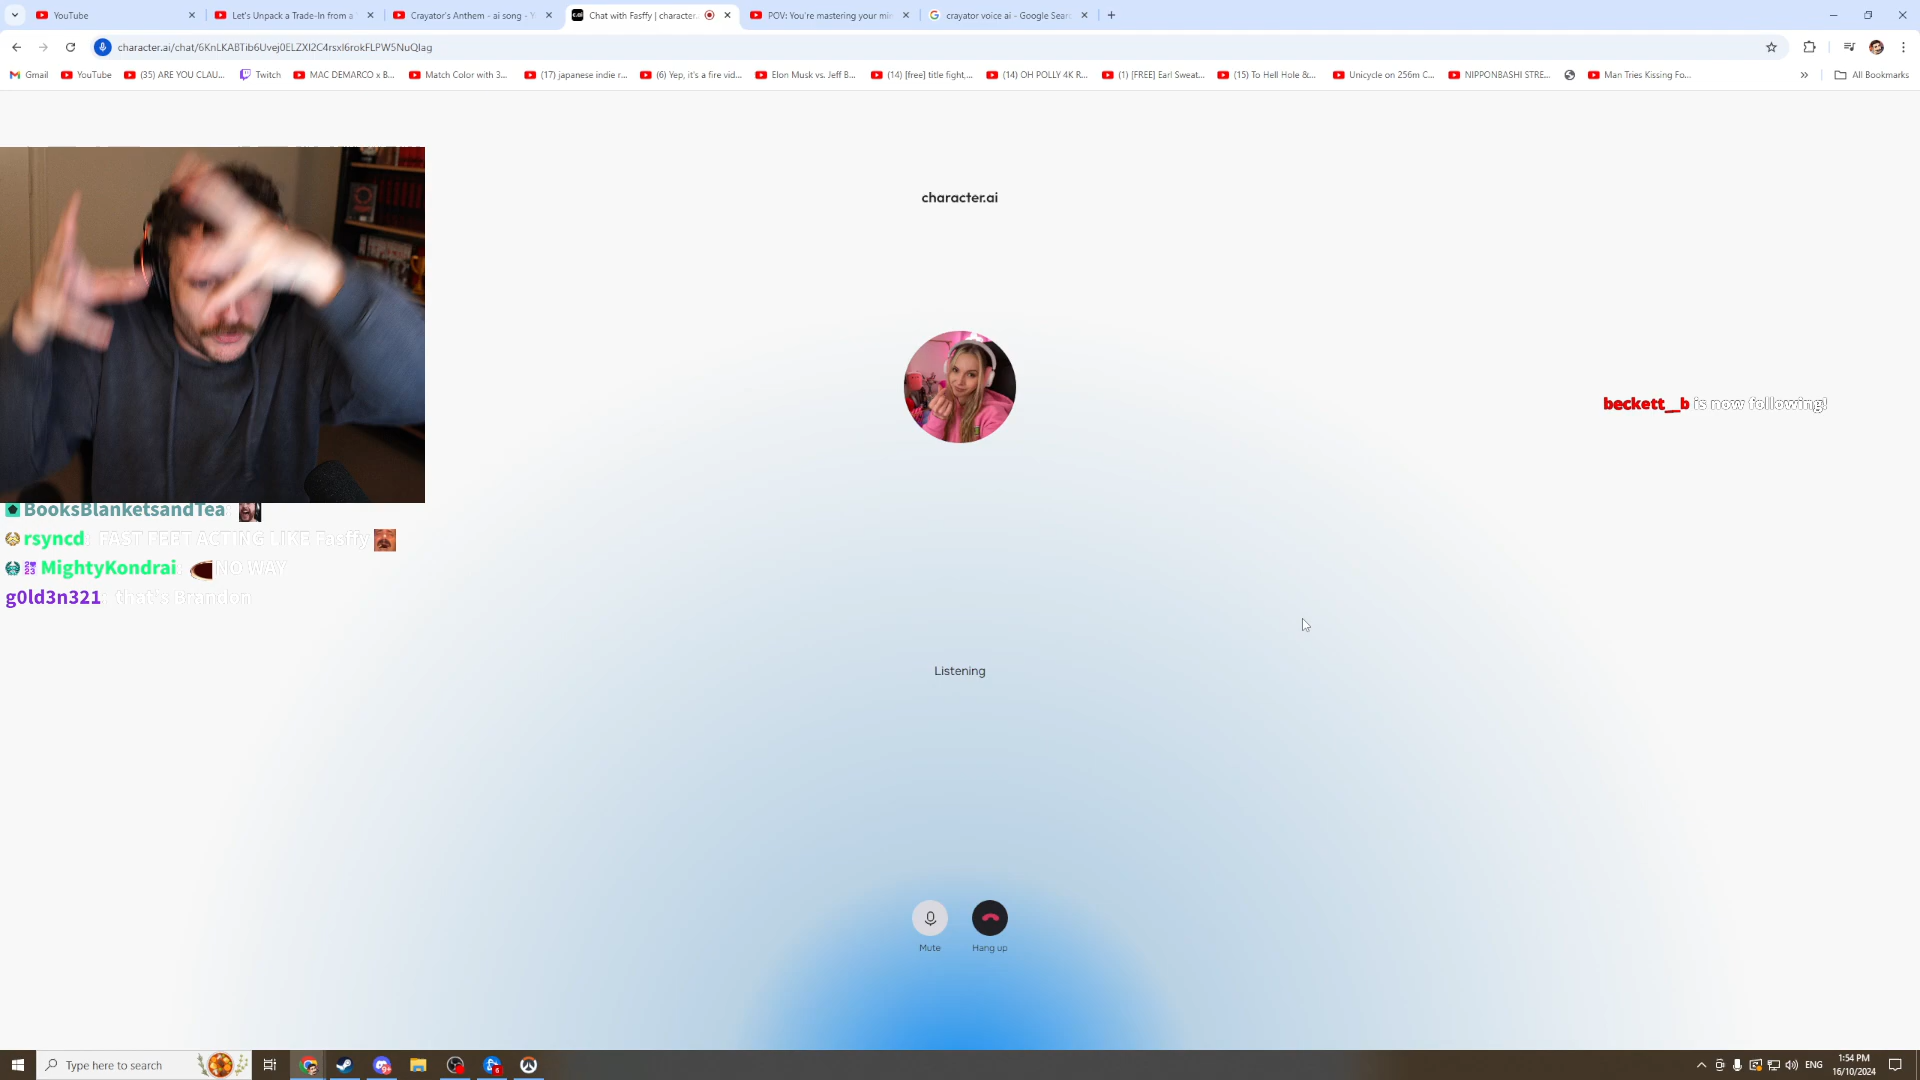 YouTube
Let's Unpack a Trade-In from a
Crayator's Anthem - ai song - Y
Chat with Fasffy | character.
POV: You're mastering your mi
crayator voice ai - Google Sear
character.ai/chat/6KnLKABTib6Uvej0ELZXl2C4rsxl6rokFLPW5NuQlag
Gmail
YouTube
(35) ARE YOU CLAU...
Twitch
MAC DEMARCO x B...
Match Color with 3...
(17) japanese indie r...
(6) Yep, it's a fire vid...
Elon Musk vs. Jeff B...
(14) [free] title fight,...
(14) OH POLLY 4K R...
(1) [FREE] Earl Sweat...
(15) To Hell Hole &...
Unicycle on 256m C...
NIPPONBASHI STRE...
Man Tries Kissing Fo...
All Bookmarks
character.ai
beckett__b is now following!
BooksBlanketsandTea
rsyncd: FAST FEET ACTING LIKE Fasffy
MightyKondrai: NO WAY
g0ld3n321: that's Brandon
Listening
Mute
Hang up
Type here to search
ENG
1:54 PM
16/10/2024